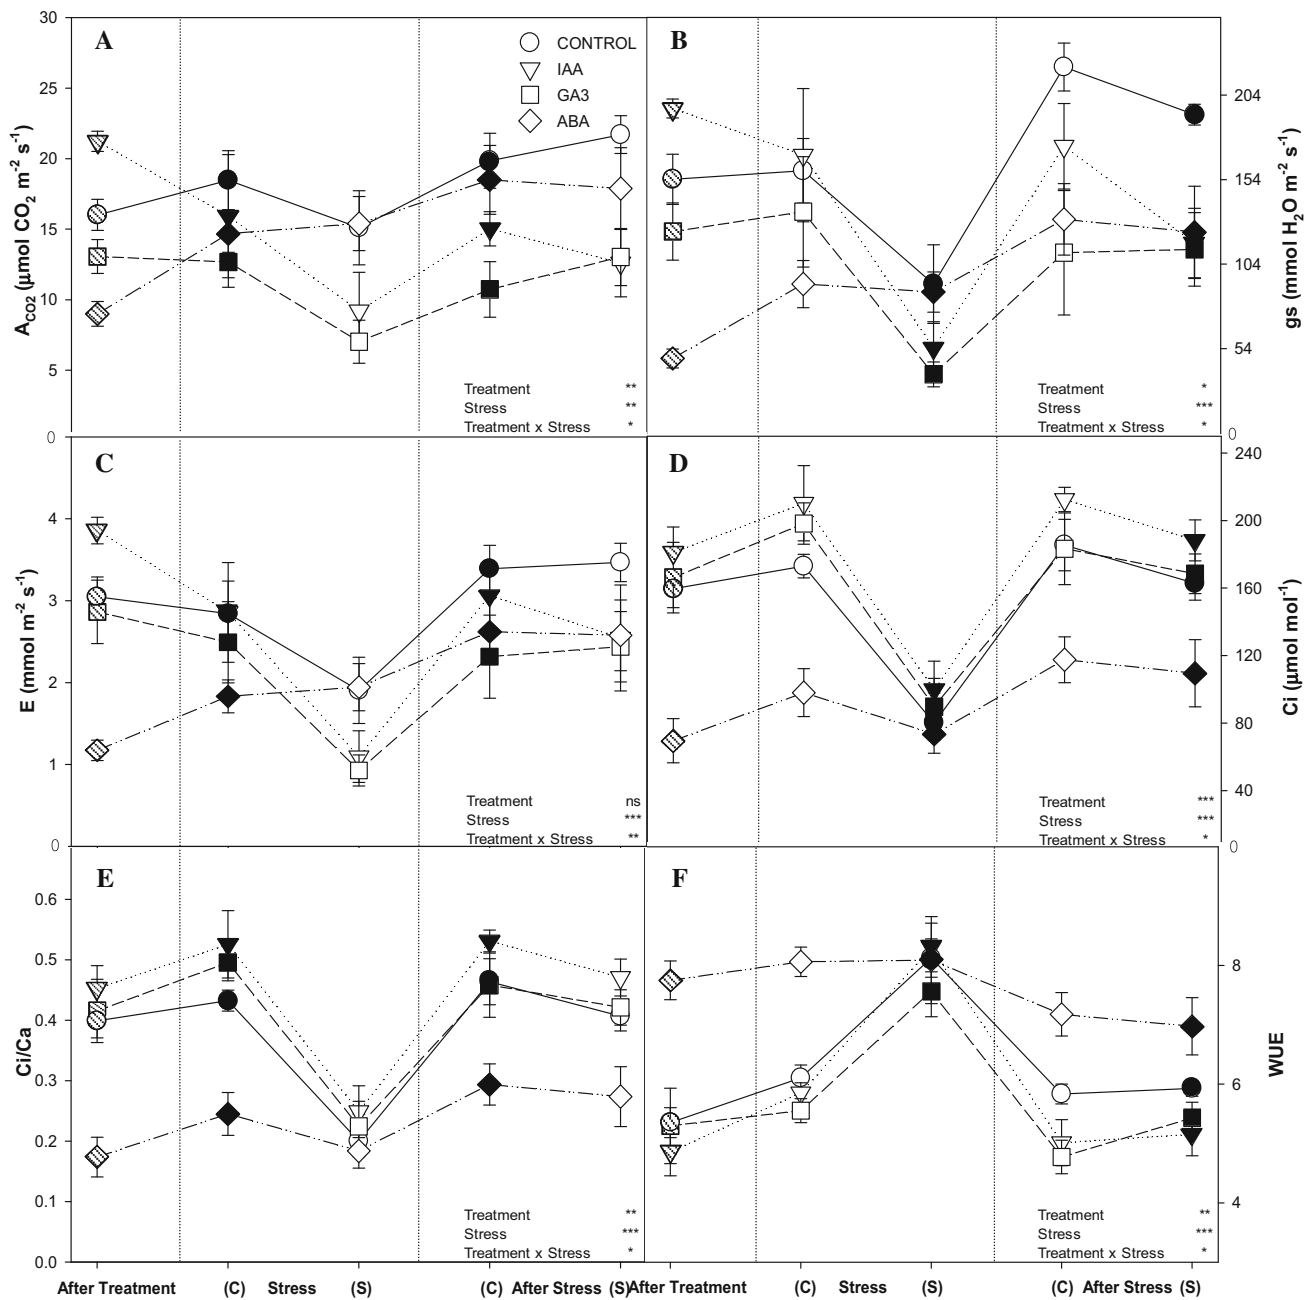 A
CONTROL
IAA
GA3
ABA
30
25
20
15
10
5
0
A_CO2 (μmol CO2 m-2 s-1)
Treatment **
Stress **
Treatment x Stress *
B
204
154
104
54
0
gs (mmol H2O m-2 s-1)
Treatment *
Stress ***
Treatment x Stress *
C
4
3
2
1
0
E (mmol m-2 s-1)
Treatment ns
Stress ***
Treatment x Stress **
D
240
200
160
120
80
40
0
Ci (μmol mol-1)
Treatment ***
Stress ***
Treatment x Stress *
E
0.6
0.5
0.4
0.3
0.2
0.1
0.0
Ci/Ca
Treatment **
Stress ***
Treatment x Stress *
F
8
6
4
WUE
Treatment **
Stress ***
Treatment x Stress *
After Treatment (C) Stress (S) (C) After Stress (S)
After Treatment (C) Stress (S) (C) After Stress (S)